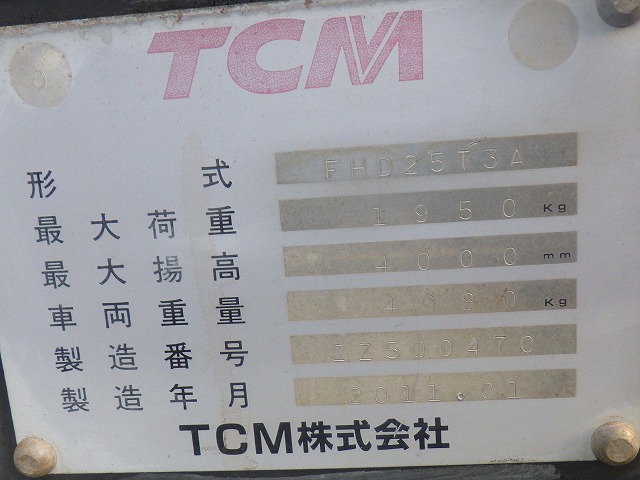 TCM
形式 FHD25T3A
最大荷重 1950 Kg
最大揚高 4000 mm
車両重量 Kg
製造番号
製造年月 2011.01
TCM株式会社